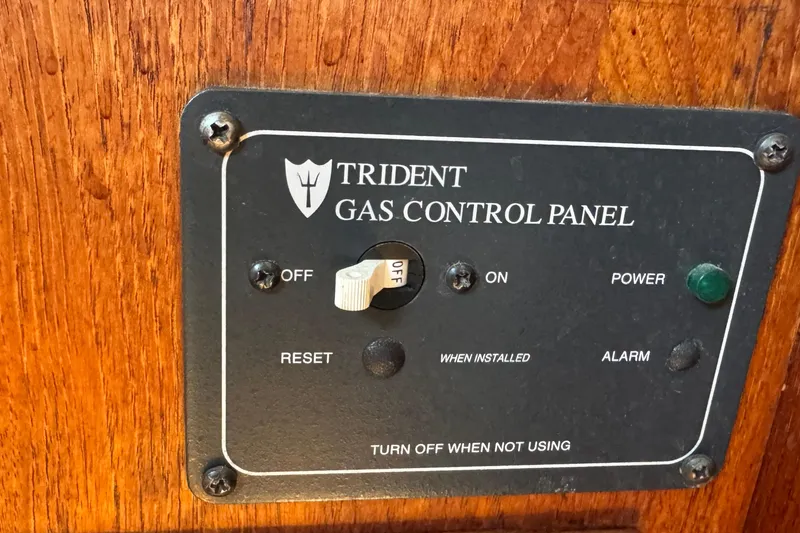 TRIDENT
GAS CONTROL PANEL
OFF OFF ON POWER
RESET WHEN INSTALLED ALARM
TURN OFF WHEN NOT USING